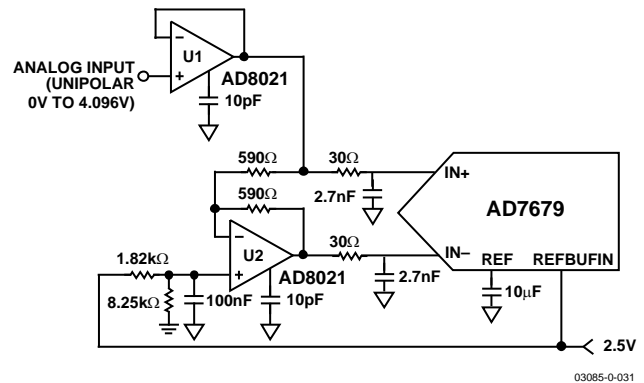 U1
ANALOG INPUT
(UNIPOLAR
0V TO 4.096V)
AD8021
10pF
590Ω
30Ω
IN+
590Ω
2.7nF
AD7679
30Ω
IN–
U2
1.82kΩ
AD8021
2.7nF
REF
REFBUFIN
8.25kΩ
100nF
10pF
10μF
2.5V
03085-0-031